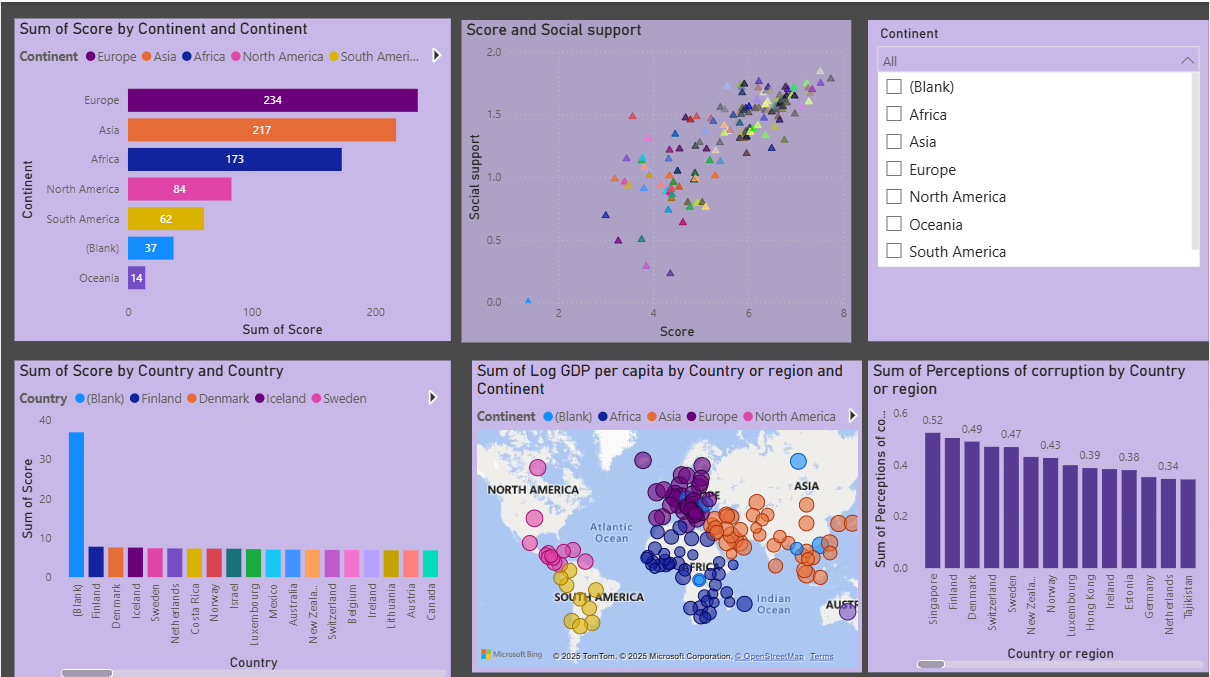 Sum of Score by Continent and Continent
Continent Europe Asia Africa North America South Ameri...
Continent
Europe 234
Asia 217
Africa 173
North America 84
South America 62
(Blank) 37
Oceania 14
0 100 200
Sum of Score
Score and Social support
Social support
2.0
1.5
1.0
0.5
0.0
2 4 6 8
Score
Continent
All
(Blank)
Africa
Asia
Europe
North America
Oceania
South America
Sum of Score by Country and Country
Country (Blank) Finland Denmark Iceland Sweden
Sum of Score
40
30
20
10
0
(Blank)
Finland
Denmark
Iceland
Sweden
Netherlands
Costa Rica
Norway
Israel
Luxembourg
Mexico
Australia
New Zeala...
Switzerland
Belgium
Ireland
Lithuania
Austria
Canada
Country
Sum of Log GDP per capita by Country or region and
Continent
Continent (Blank) Africa Asia Europe North America
NORTH AMERICA
ASIA
Atlantic
Ocean
SOUTH AMERICA
Indian
Ocean
Microsoft Bing
© 2025 TomTom, © 2025 Microsoft Corporation, © OpenStreetMap Terms
Sum of Perceptions of corruption by Country
or region
Sum of Perceptions of co...
0.6
0.4
0.2
0.0
0.52
0.49
0.47
0.43
0.39
0.38
0.34
Singapore
Finland
Denmark
Switzerland
Sweden
New Zeala...
Norway
Luxembourg
Hong Kong
Ireland
Estonia
Germany
Netherlands
Tajikistan
Country or region